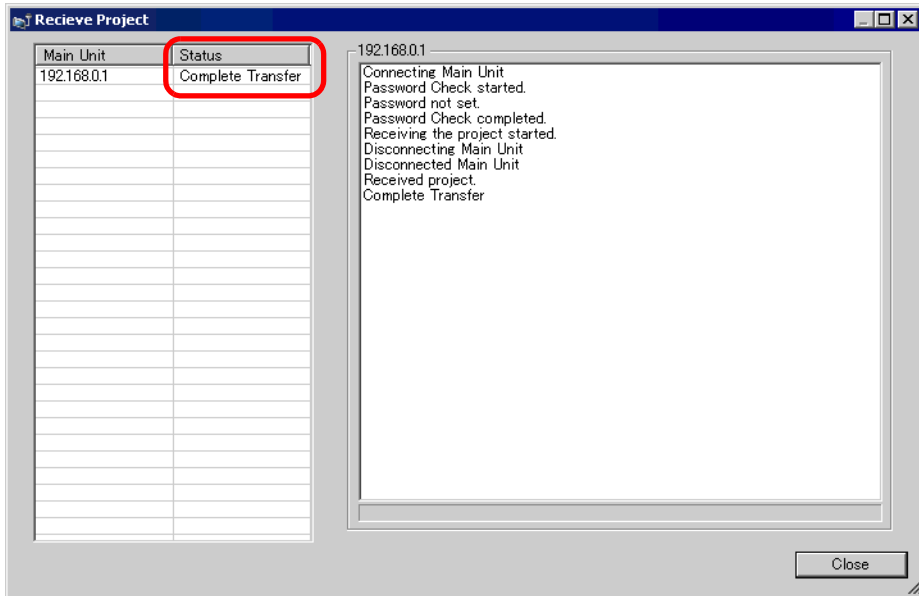 Recieve Project
Main Unit Status
192.168.0.1 Complete Transfer
192.168.0.1
Connecting Main Unit
Password Check started.
Password not set.
Password Check completed.
Receiving the project started.
Disconnecting Main Unit
Disconnected Main Unit
Received project.
Complete Transfer
Close